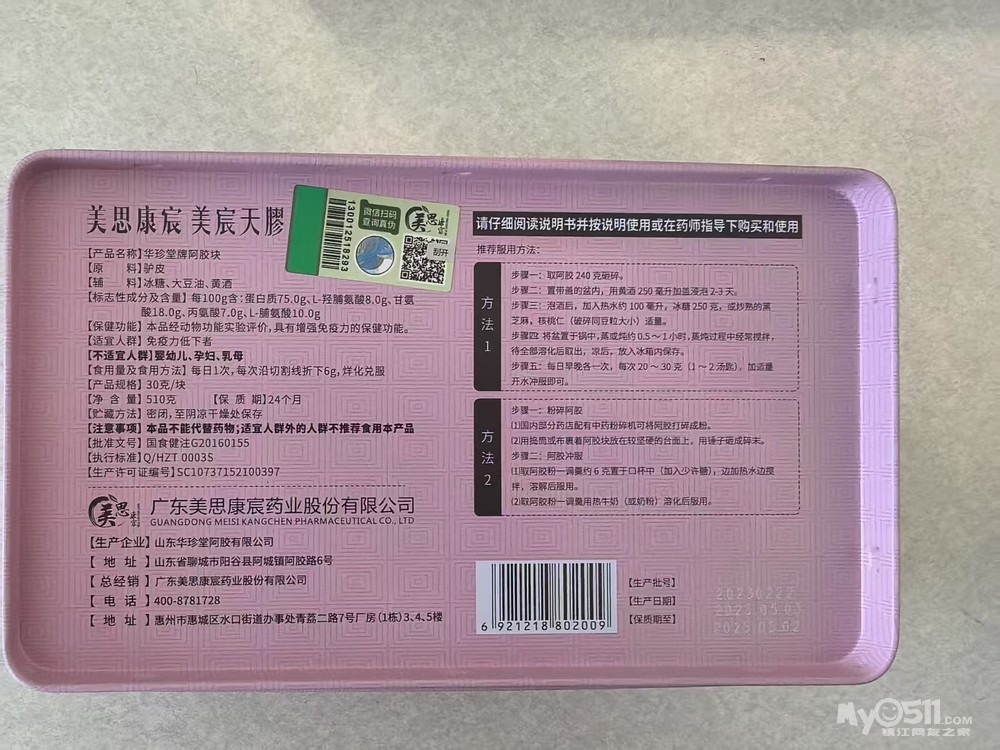 美思康宸 美宸天膠
【产品名称】华珍堂牌阿胶块
【原 料】驴皮
【辅 料】冰糖、大豆油、黄酒
【标志性成分及含量】每100g含:蛋白质75.0g、L-羟脯氨酸8.0g、甘氨
酸18.0g、丙氨酸7.0g、L-脯氨酸10.0g
【保健功能】本品经动物功能实验评价,具有增强免疫力的保健功能。
【适宜人群】免疫力低下者
【不适宜人群】婴幼儿、孕妇、乳母
【食用量及食用方法】每日1次,每次沿切割线折下6g,烊化兑服
【产品规格】30克/块
【净 含 量】510克 【保 质 期】24个月
【贮藏方法】密闭,至阴凉干燥处保存
【注意事项】本品不能代替药物;适宜人群外的人群不推荐食用本产品
【批准文号】国食健注G20160155
【执行标准】Q/HZT 0003S
【生产许可证编号】SC10737152100397
美思康宸
广东美思康宸药业股份有限公司
GUANGDONG MEISI KANGCHEN PHARMACEUTICAL CO., LTD
【生产企业】山东华珍堂阿胶有限公司
【 地 址 】山东省聊城市阳谷县阿城镇阿胶路6号
【 总经销 】广东美思康宸药业股份有限公司
【 电 话 】400-8781728
【 地 址 】惠州市惠城区水口街道办事处青荔二路7号厂房(1栋)3、4、5楼
130012518293
微信扫码
查询真伪
美思
刮开
请仔细阅读说明书并按说明使用或在药师指导下购买和使用
推荐服用方法:
方法1
步骤一:取阿胶 240 克砸碎。
步骤二:置带盖的盆内,用黄酒 250 毫升加盖浸泡 2-3 天。
步骤三:泡酒后,加入热水约 100 毫升,冰糖 250 克,或炒熟的黑
芝麻,核桃仁(破碎同豆粒大小)适量。
步骤四:将盆置于锅中,蒸或炖约 0.5～1 小时,蒸炖过程中经常搅拌,
待全部溶化后取出,凉后,放入冰箱内保存。
步骤五:每日早晚各一次,每次 20～30 克(1～2 汤匙),加适量
开水冲服即可。
方法2
步骤一:粉碎阿胶
(1)国内部分药店配有中药粉碎机可将阿胶打碎成粉。
(2)用捣筒或布裹着阿胶块放在较坚硬的台面上,用锤子砸成碎末。
步骤二:阿胶冲服
(1)取阿胶粉一调羹约 6 克置于口杯中(加入少许糖),边加热水边搅
拌,溶解后服用。
(2)取阿胶粉一调羹用热牛奶(或奶粉)溶化后服用。
6 921218 802009
【生产批号】 20230222
【生产日期】 2023.05.03
【保质期至】 2025.05.02
My0511.COM
镇江网友之家